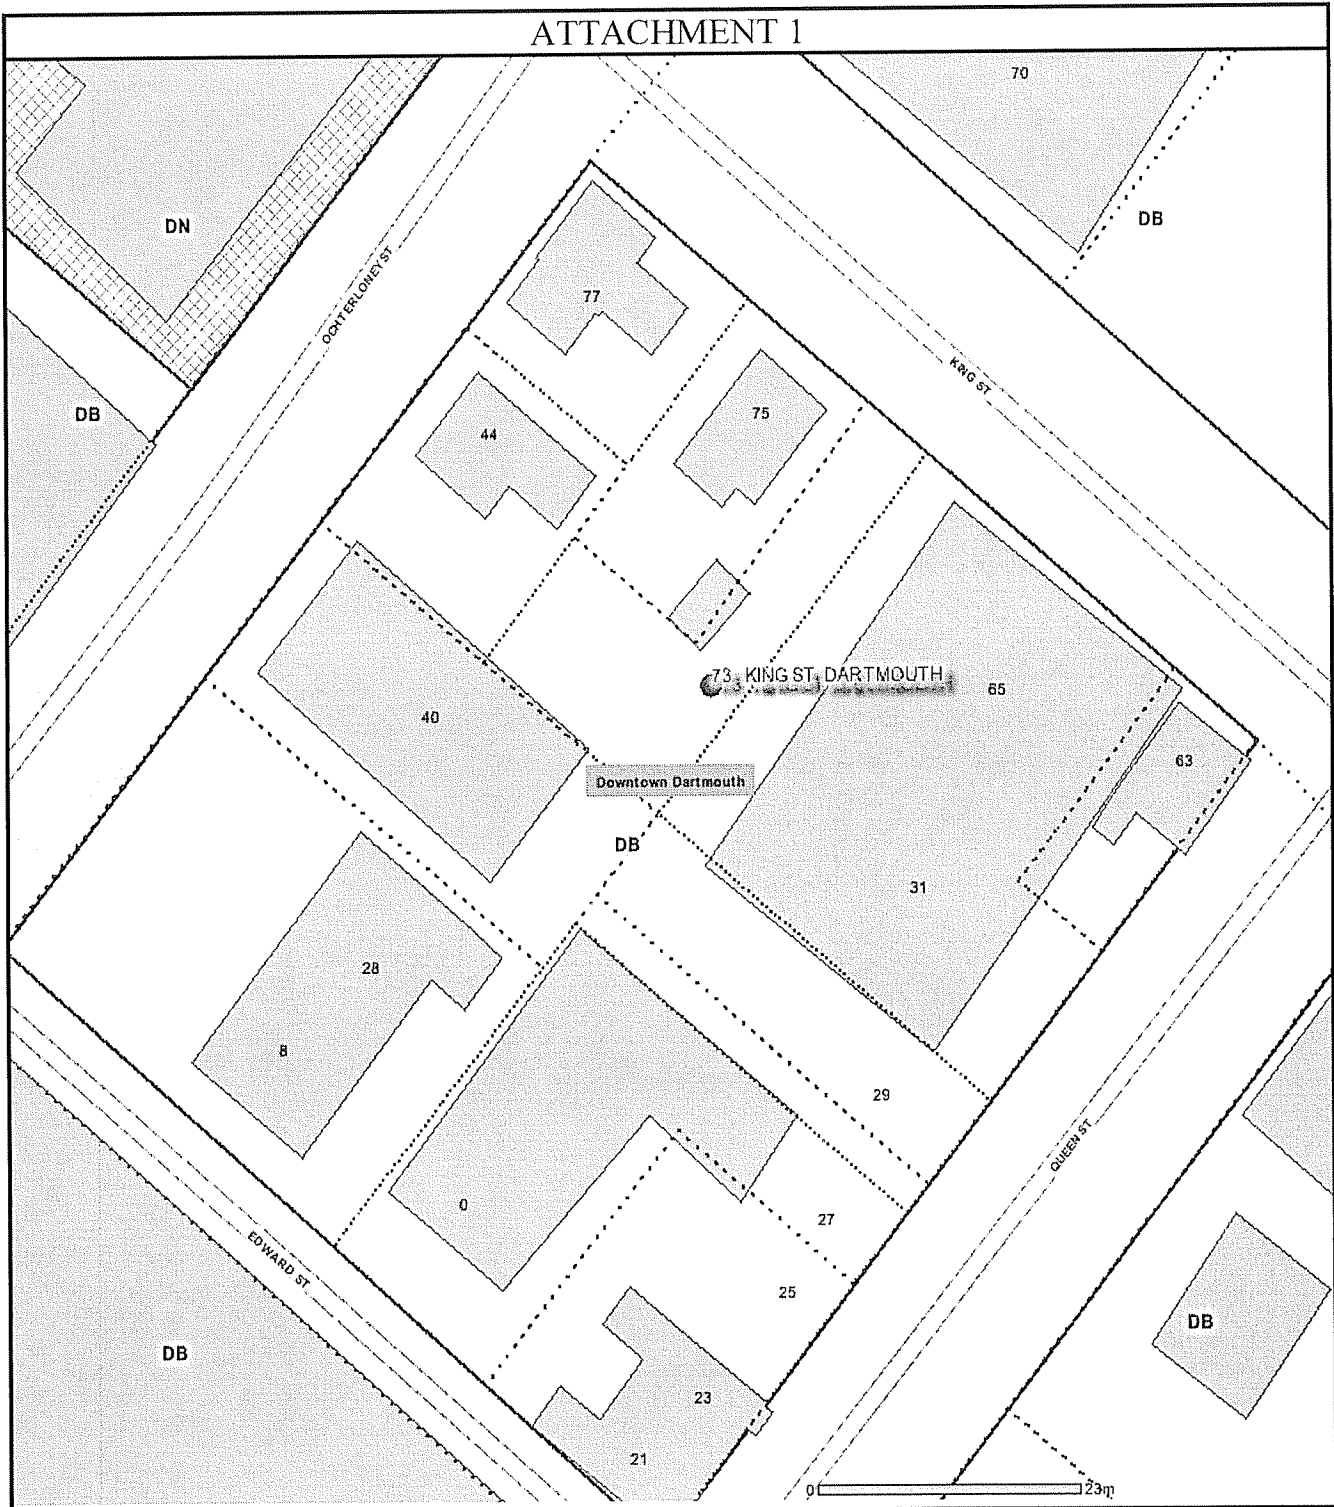 ATTACHMENT 1
70
DN
DB
OCHTERLONEY ST
77
KING ST
DB
75
44
73 KING ST, DARTMOUTH
65
40
63
Downtown Dartmouth
DB
31
28
8
29
QUEEN ST
0
27
EDWARD ST
25
DB
DB
23
21
0 23m